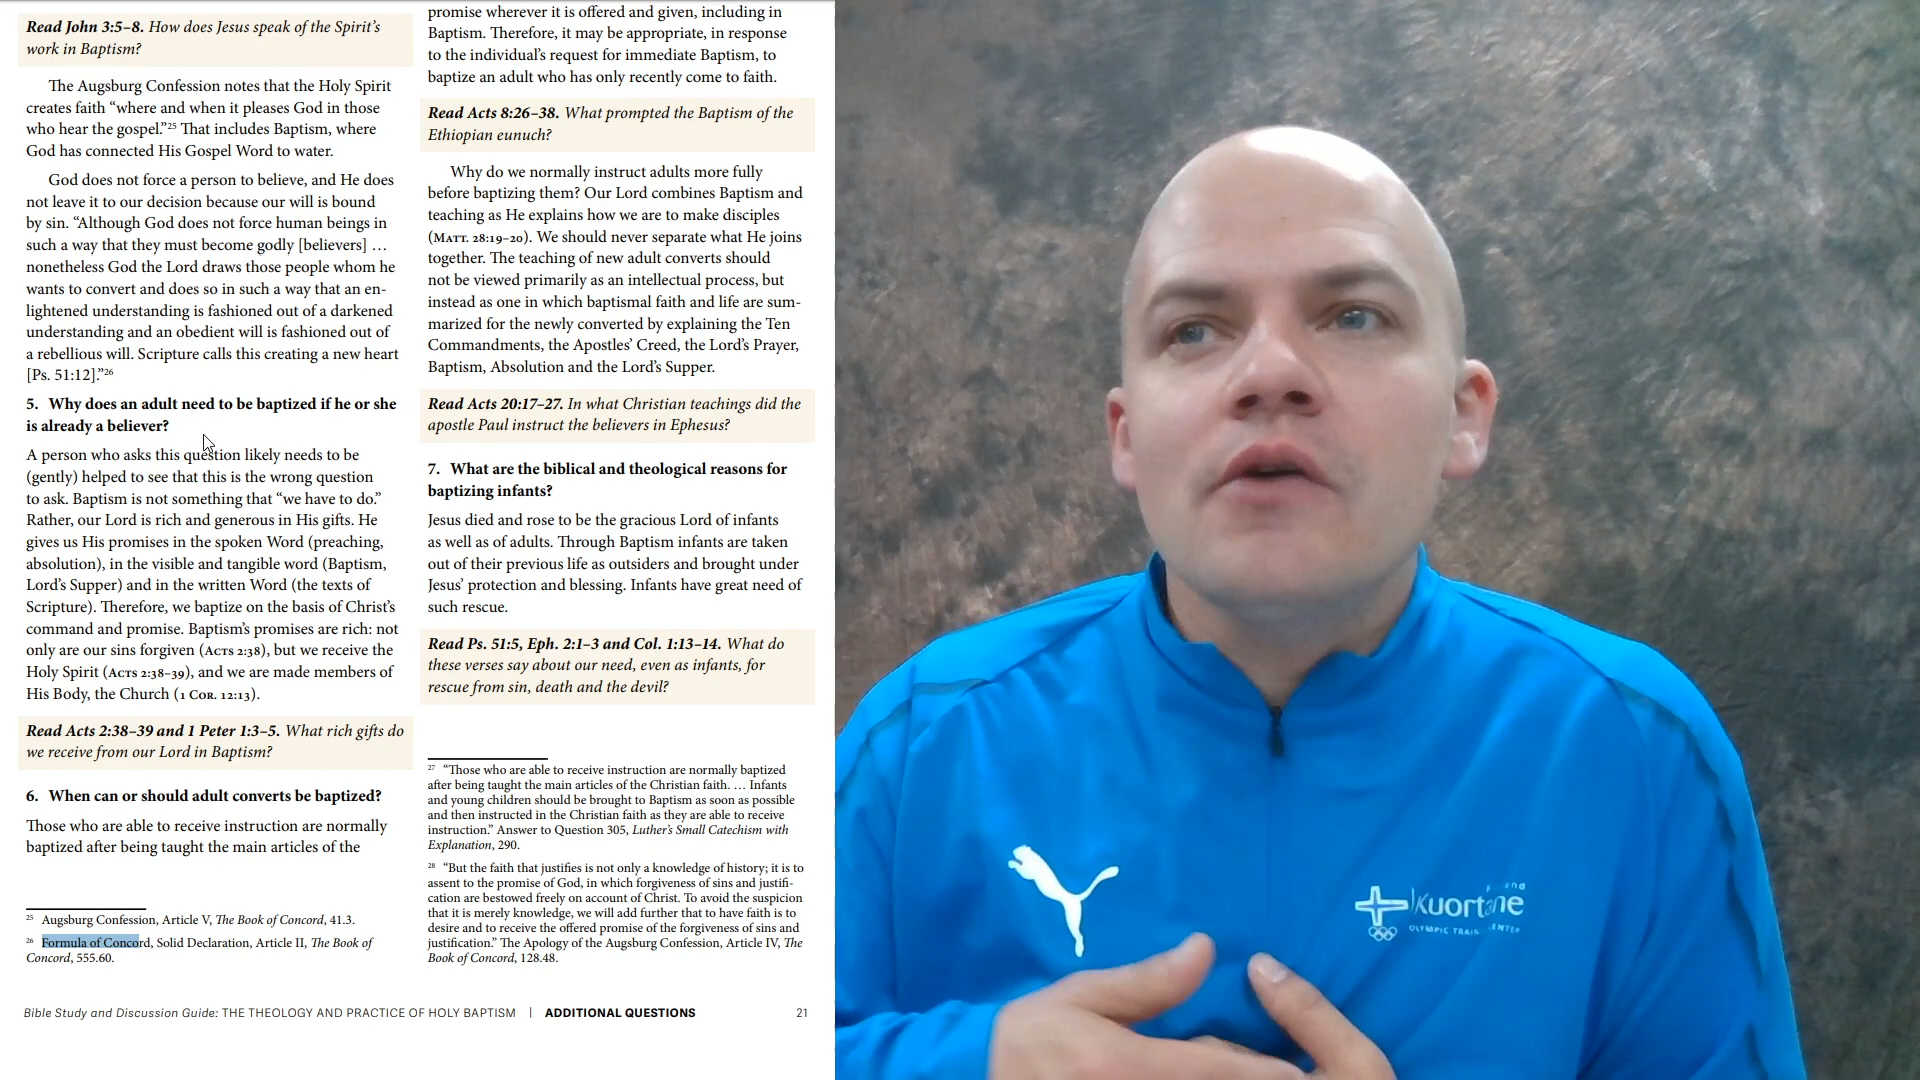 Read John 3:5–8. How does Jesus speak of the Spirit’s
work in Baptism?
The Augsburg Confession notes that the Holy Spirit
creates faith “where and when it pleases God in those
who hear the gospel.”25 That includes Baptism, where
God has connected His Gospel Word to water.
God does not force a person to believe, and He does
not leave it to our decision because our will is bound
by sin. “Although God does not force human beings in
such a way that they must become godly [believers] …
nonetheless God the Lord draws those people whom he
wants to convert and does so in such a way that an en-
lightened understanding is fashioned out of a darkened
understanding and an obedient will is fashioned out of
a rebellious will. Scripture calls this creating a new heart
[Ps. 51:12].”26
5. Why does an adult need to be baptized if he or she
is already a believer?
A person who asks this question likely needs to be
(gently) helped to see that this is the wrong question
to ask. Baptism is not something that “we have to do.”
Rather, our Lord is rich and generous in His gifts. He
gives us His promises in the spoken Word (preaching,
absolution), in the visible and tangible word (Baptism,
Lord’s Supper) and in the written Word (the texts of
Scripture). Therefore, we baptize on the basis of Christ’s
command and promise. Baptism’s promises are rich: not
only are our sins forgiven (Acts 2:38), but we receive the
Holy Spirit (Acts 2:38–39), and we are made members of
His Body, the Church (1 Cor. 12:13).
Read Acts 2:38–39 and 1 Peter 1:3–5. What rich gifts do
we receive from our Lord in Baptism?
6. When can or should adult converts be baptized?
Those who are able to receive instruction are normally
baptized after being taught the main articles of the
25 Augsburg Confession, Article V, The Book of Concord, 41.3.
26 Formula of Concord, Solid Declaration, Article II, The Book of
Concord, 555.60.
promise wherever it is offered and given, including in
Baptism. Therefore, it may be appropriate, in response
to the individual’s request for immediate Baptism, to
baptize an adult who has only recently come to faith.
Read Acts 8:26–38. What prompted the Baptism of the
Ethiopian eunuch?
Why do we normally instruct adults more fully
before baptizing them? Our Lord combines Baptism and
teaching as He explains how we are to make disciples
(Matt. 28:19–20). We should never separate what He joins
together. The teaching of new adult converts should
not be viewed primarily as an intellectual process, but
instead as one in which baptismal faith and life are sum-
marized for the newly converted by explaining the Ten
Commandments, the Apostles’ Creed, the Lord’s Prayer,
Baptism, Absolution and the Lord’s Supper.
Read Acts 20:17–27. In what Christian teachings did the
apostle Paul instruct the believers in Ephesus?
7. What are the biblical and theological reasons for
baptizing infants?
Jesus died and rose to be the gracious Lord of infants
as well as of adults. Through Baptism infants are taken
out of their previous life as outsiders and brought under
Jesus’ protection and blessing. Infants have great need of
such rescue.
Read Ps. 51:5, Eph. 2:1–3 and Col. 1:13–14. What do
these verses say about our need, even as infants, for
rescue from sin, death and the devil?
27 “Those who are able to receive instruction are normally baptized
after being taught the main articles of the Christian faith. … Infants
and young children should be brought to Baptism as soon as possible
and then instructed in the Christian faith as they are able to receive
instruction.” Answer to Question 305, Luther’s Small Catechism with
Explanation, 290.
28 “But the faith that justifies is not only a knowledge of history; it is to
assent to the promise of God, in which forgiveness of sins and justifi-
cation are bestowed freely on account of Christ. To avoid the suspicion
that it is merely knowledge, we will add further that to have faith is to
desire and to receive the offered promise of the forgiveness of sins and
justification.” The Apology of the Augsburg Confession, Article IV, The
Book of Concord, 128.48.
Bible Study and Discussion Guide: THE THEOLOGY AND PRACTICE OF HOLY BAPTISM | ADDITIONAL QUESTIONS 21
Kuortane
OLYMPIC